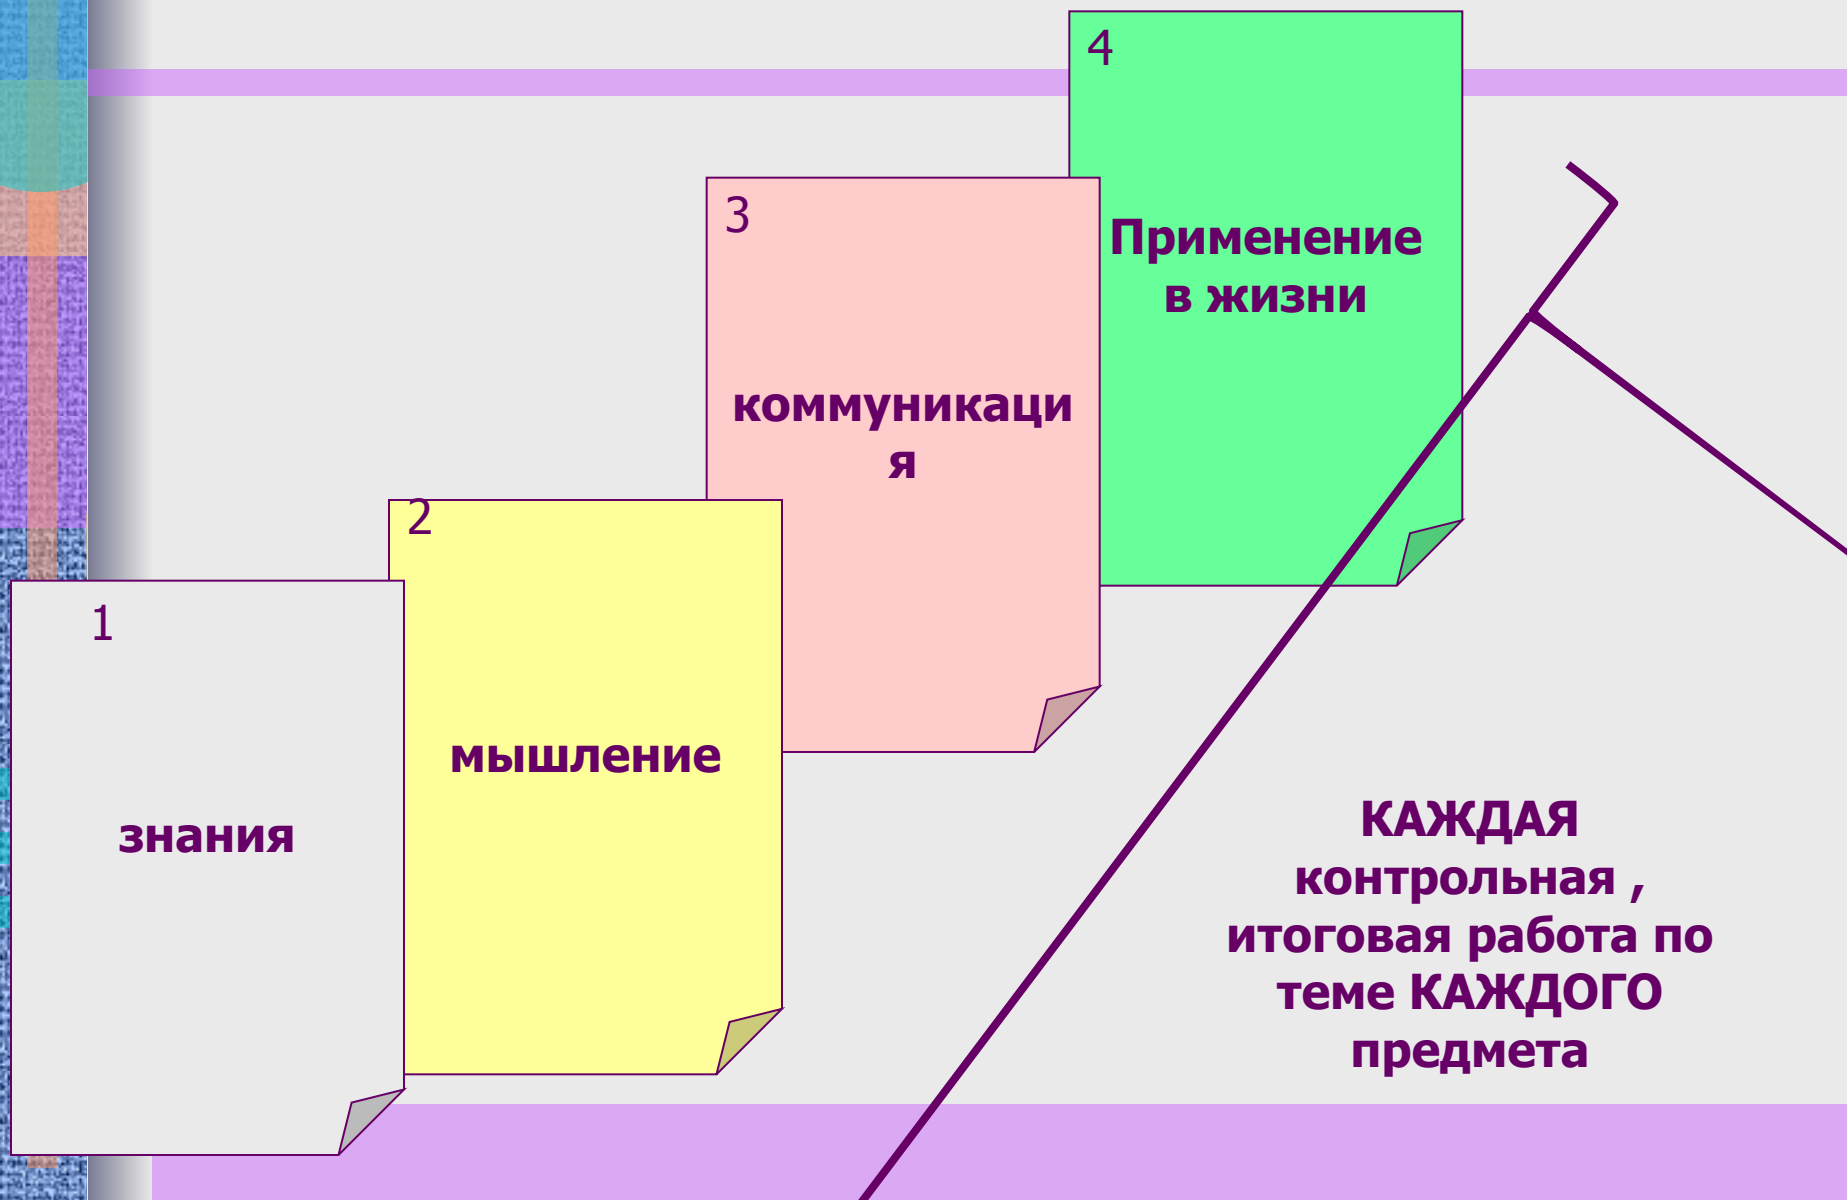 1
знания
2
мышление
3
коммуникаци
я
4
Применение
в жизни
КАЖДАЯ
контрольная ,
итоговая работа по
теме КАЖДОГО
предмета